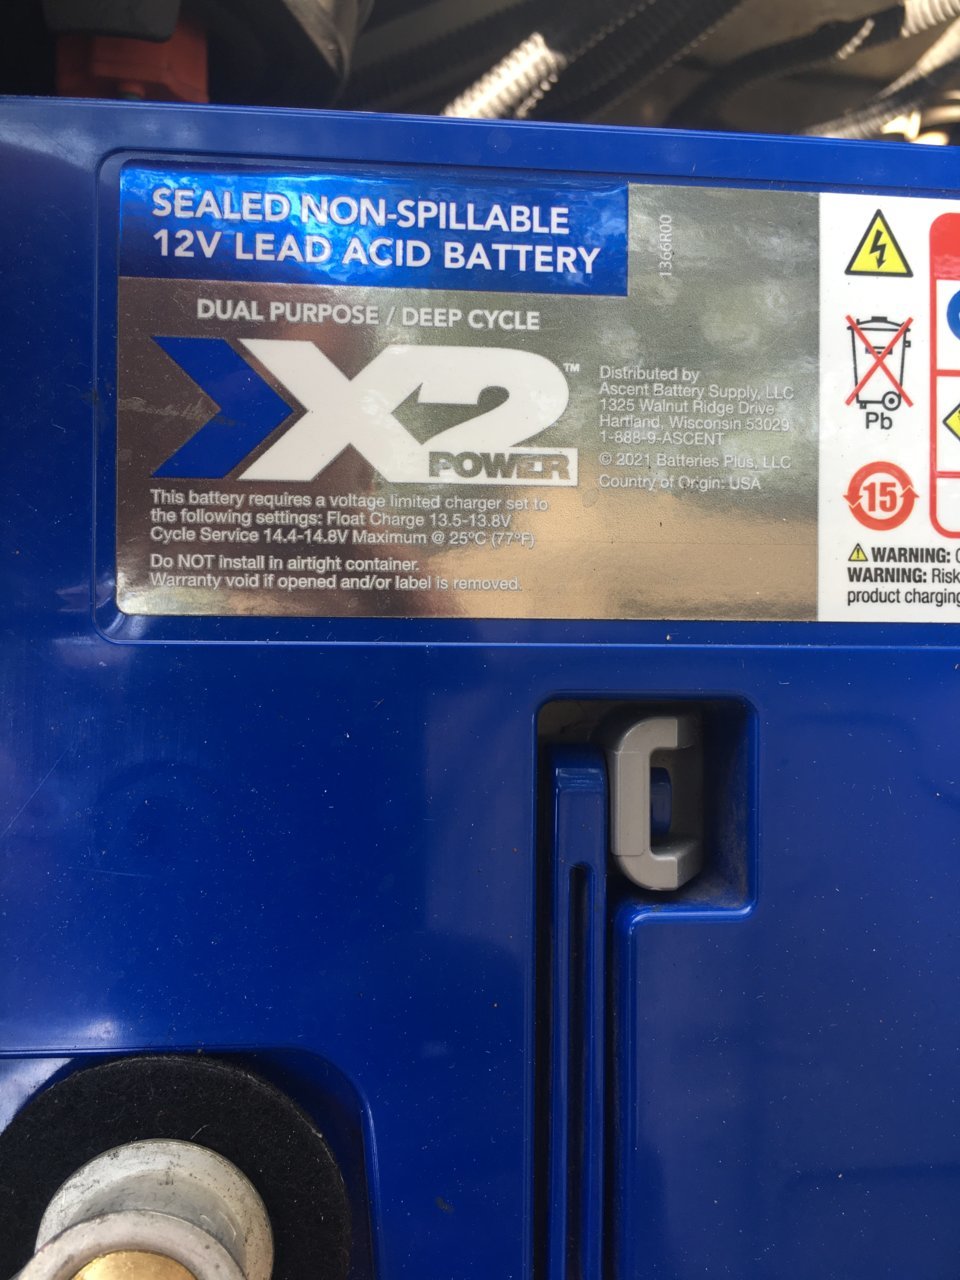 SEALED NON-SPILLABLE
12V LEAD ACID BATTERY
1366R00
DUAL PURPOSE / DEEP CYCLE
X2™
POWER
Distributed by
Ascent Battery Supply, LLC
1325 Walnut Ridge Drive
Hartland, Wisconsin 53029
1-888-9-ASCENT
© 2021 Batteries Plus, LLC
Country of Origin: USA
This battery requires a voltage limited charger set to
the following settings: Float Charge 13.5-13.8V
Cycle Service 14.4-14.8V Maximum @ 25ºC (77ºF)
Do NOT install in airtight container.
Warranty void if opened and/or label is removed.
Pb
15
WARNING:
WARNING: Risk
product charging